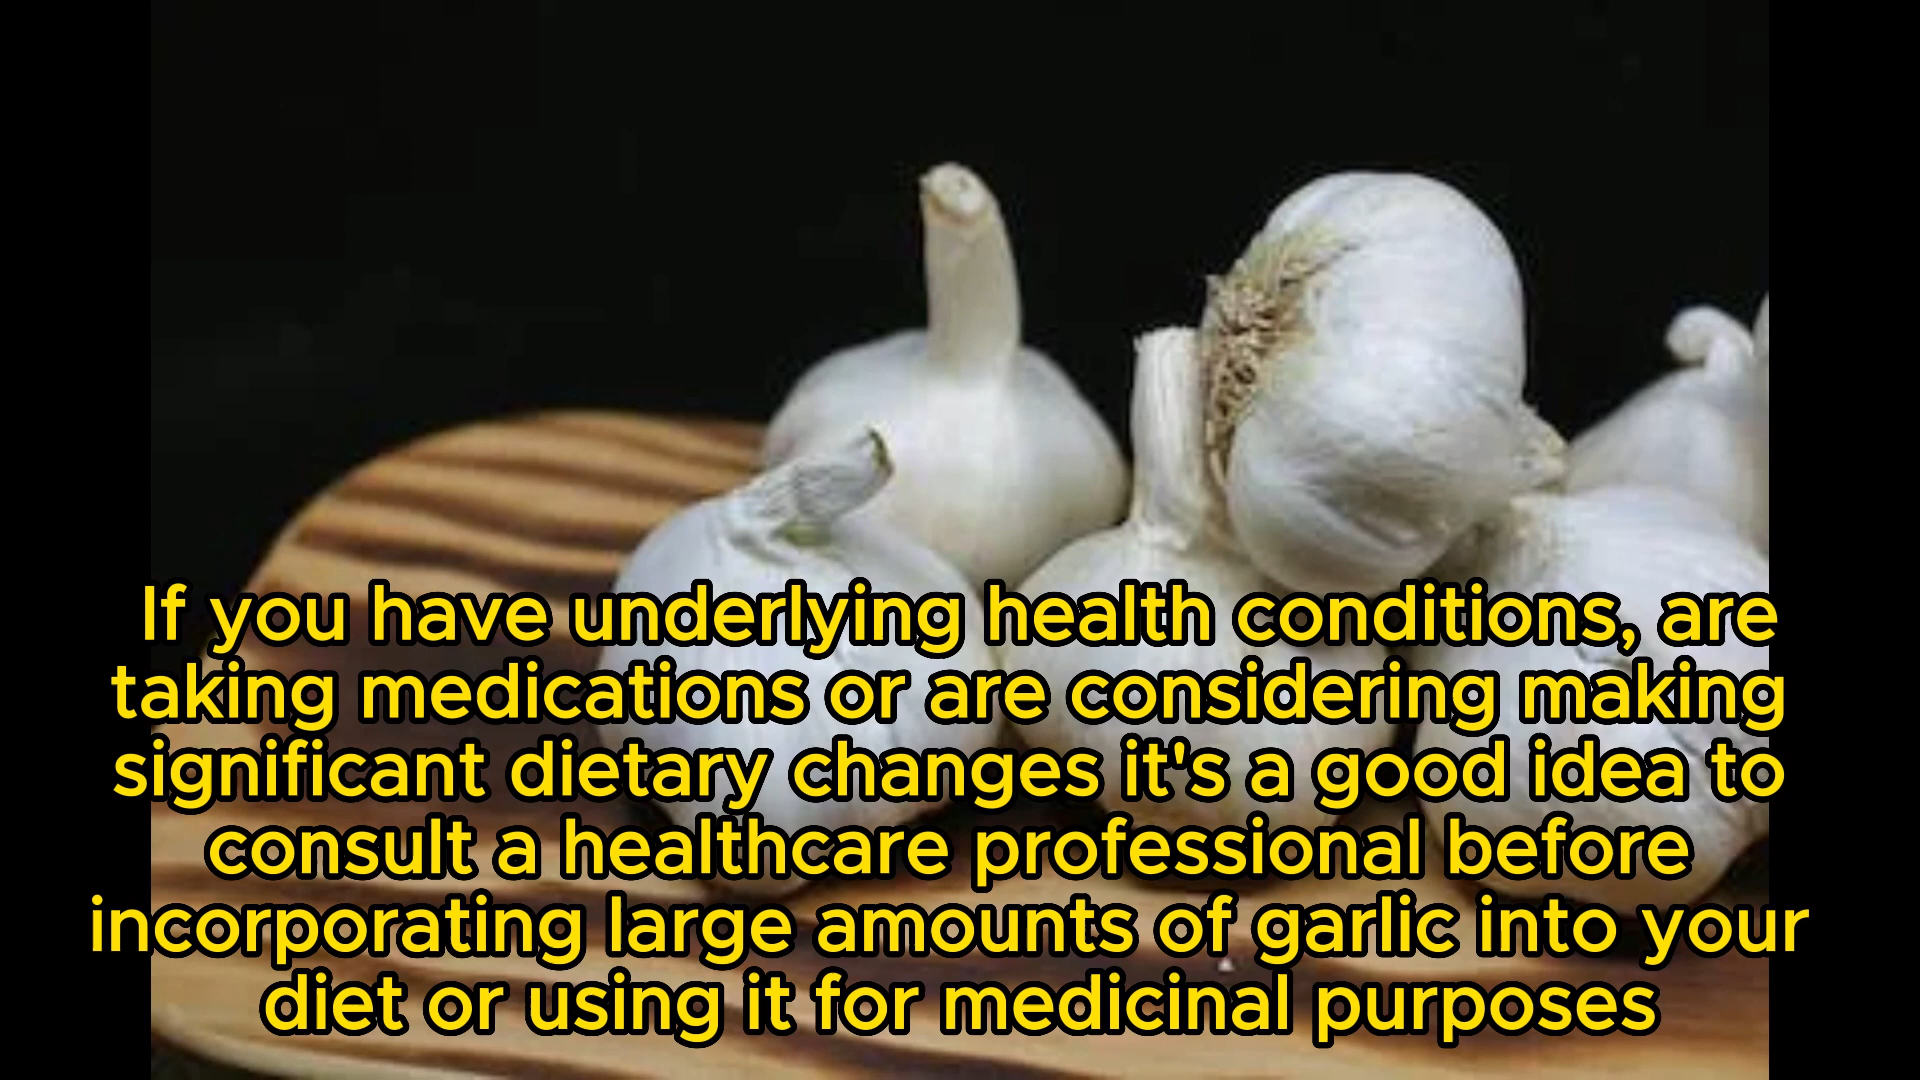 If you have underlying health conditions, are
taking medications or are considering making
significant dietary changes it's a good idea to
consult a healthcare professional before
incorporating large amounts of garlic into your
diet or using it for medicinal purposes